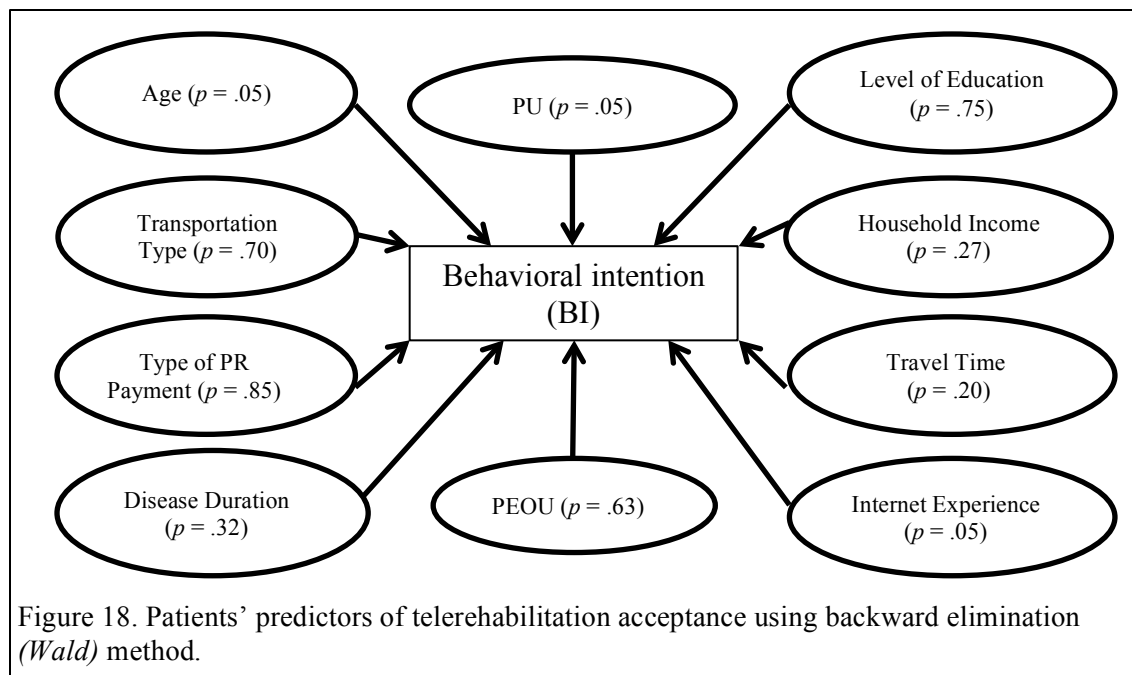 Age (p = .05)
PU (p = .05)
Level of Education
(p = .75)
Transportation
Type (p = .70)
Household Income
(p = .27)
Behavioral intention
(BI)
Type of PR
Payment (p = .85)
Travel Time
(p = .20)
Disease Duration
(p = .32)
PEOU (p = .63)
Internet Experience
(p = .05)
Figure 18. Patients’ predictors of telerehabilitation acceptance using backward elimination
(Wald) method.